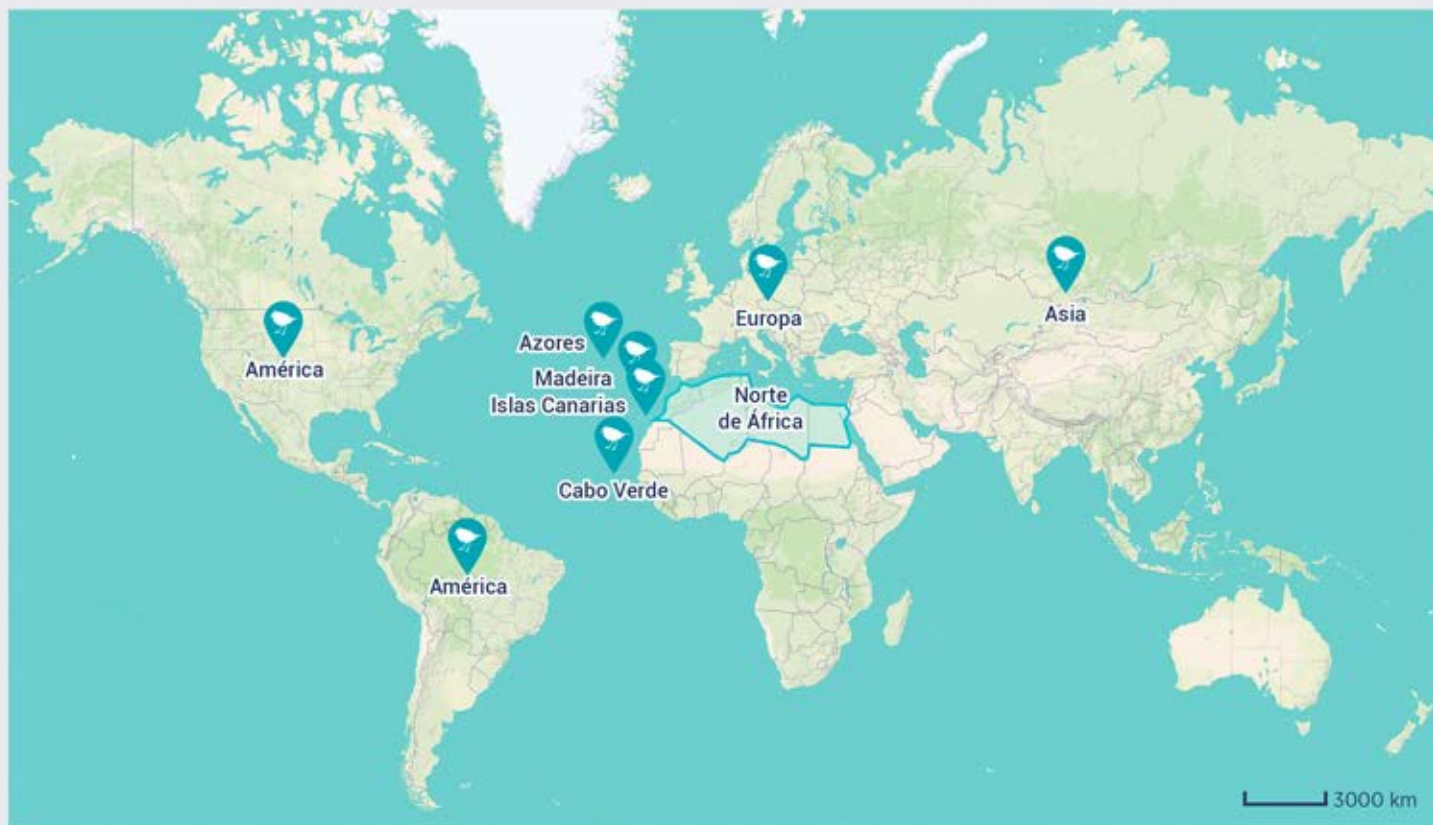 Europa
Asia
Azores
América
Madeira
Islas Canarias
Norte
de África
Cabo Verde
América
3000 km